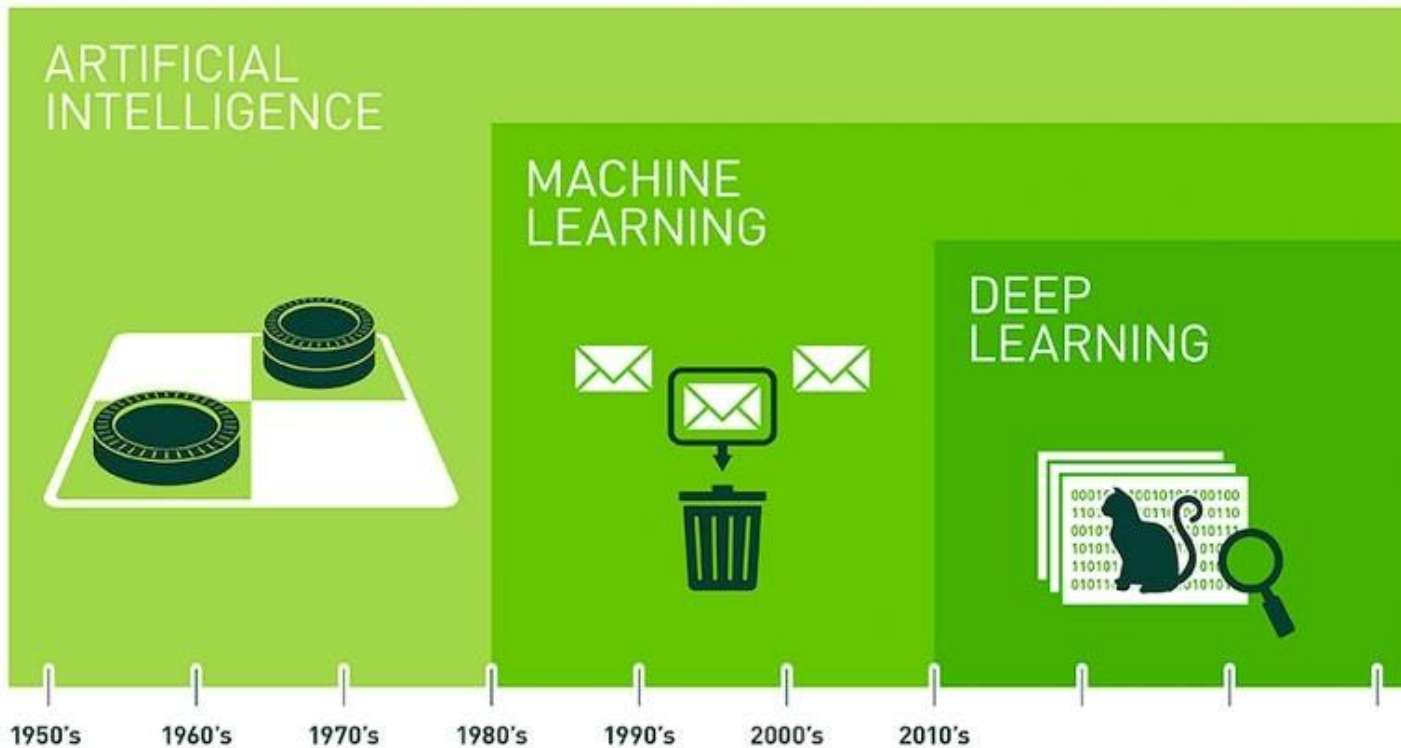 ARTIFICIAL
INTELLIGENCE
MACHINE
LEARNING
DEEP
LEARNING
1950's 1960's 1970's 1980's 1990's 2000's 2010's